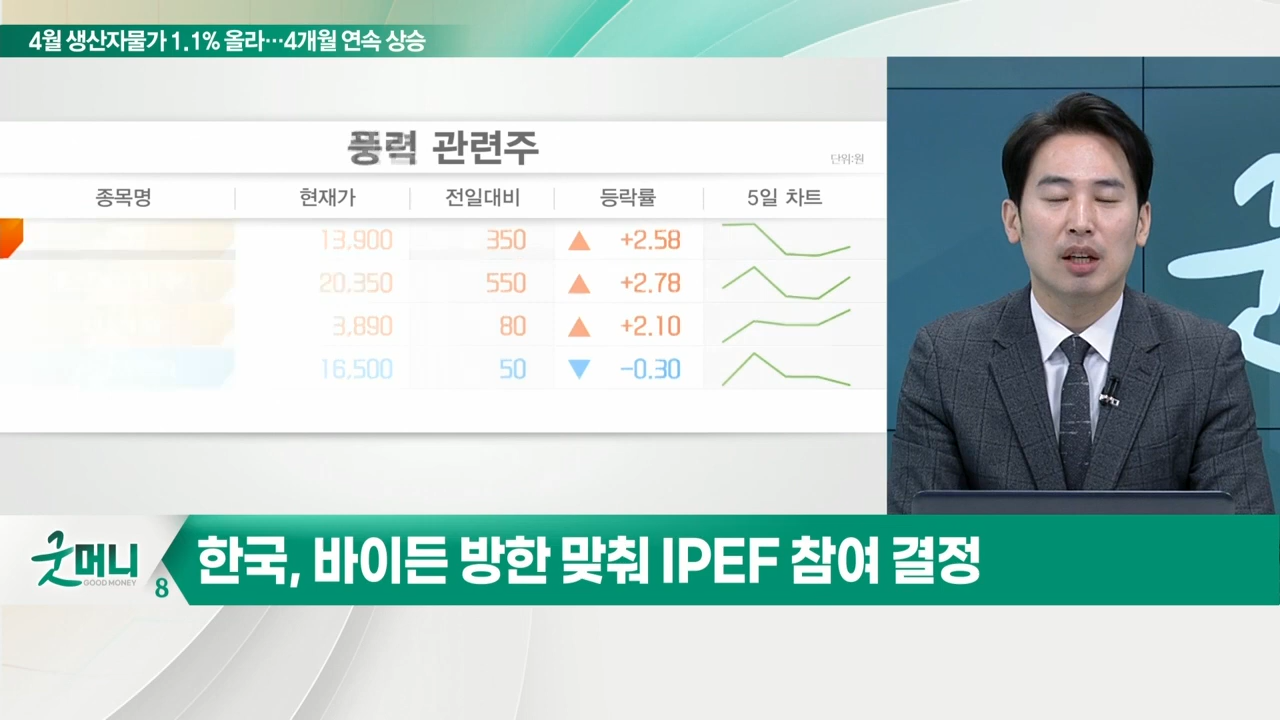 4월 생산자물가 1.1% 올라…4개월 연속 상승
풍력 관련주
단위:원
종목명 현재가 전일대비 등락률 5일 차트
13,900 350 ▲ +2.58
20,350 550 ▲ +2.78
3,890 80 ▲ +2.10
16,500 50 ▼ -0.30
굿머니
GOOD MONEY
8
한국, 바이든 방한 맞춰 IPEF 참여 결정